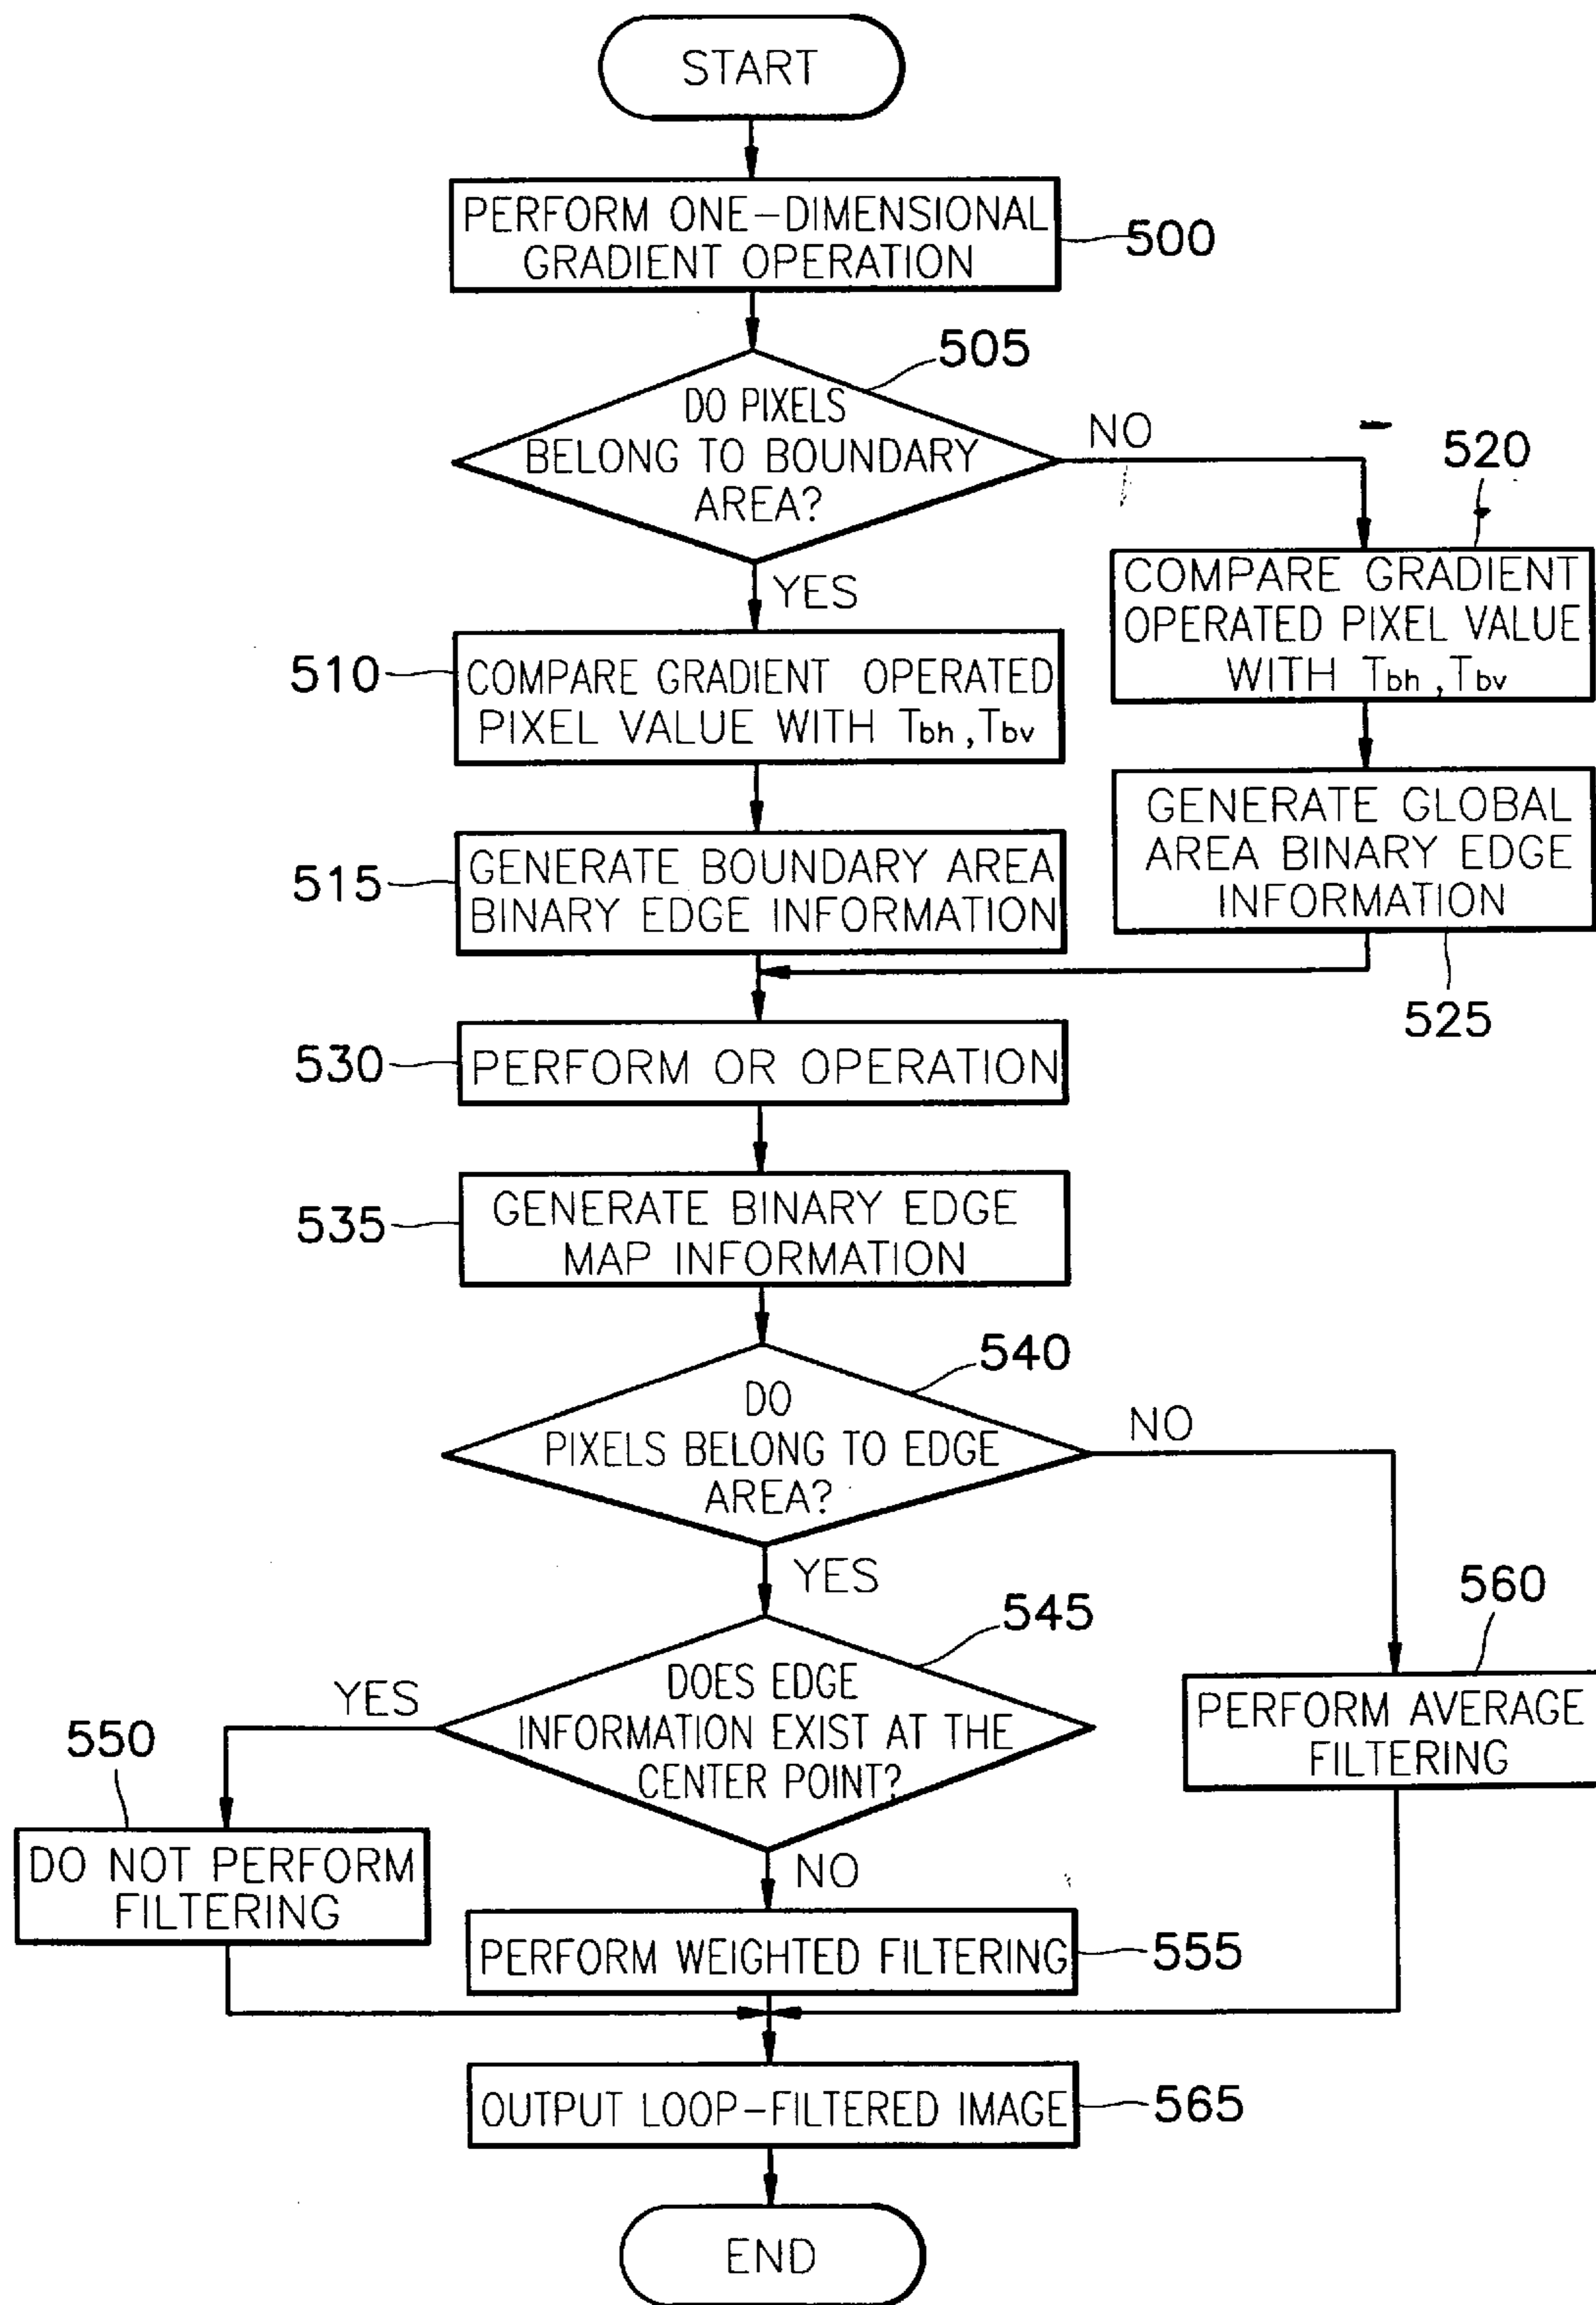 START
PERFORM ONE-DIMENSIONAL
GRADIENT OPERATION
500
505
DO PIXELS
BELONG TO BOUNDARY
AREA?
NO
520
YES
COMPARE GRADIENT
OPERATED PIXEL VALUE
WITH Tbh, Tbv
510
COMPARE GRADIENT OPERATED
PIXEL VALUE WITH Tbh, Tbv
GENERATE GLOBAL
AREA BINARY EDGE
INFORMATION
515
GENERATE BOUNDARY AREA
BINARY EDGE INFORMATION
525
530
PERFORM OR OPERATION
535
GENERATE BINARY EDGE
MAP INFORMATION
540
DO
PIXELS BELONG TO EDGE
AREA?
NO
YES
545
560
DOES EDGE
INFORMATION EXIST AT THE
CENTER POINT?
YES
PERFORM AVERAGE
FILTERING
550
DO NOT PERFORM
FILTERING
NO
PERFORM WEIGHTED FILTERING
555
OUTPUT LOOP-FILTERED IMAGE
565
END